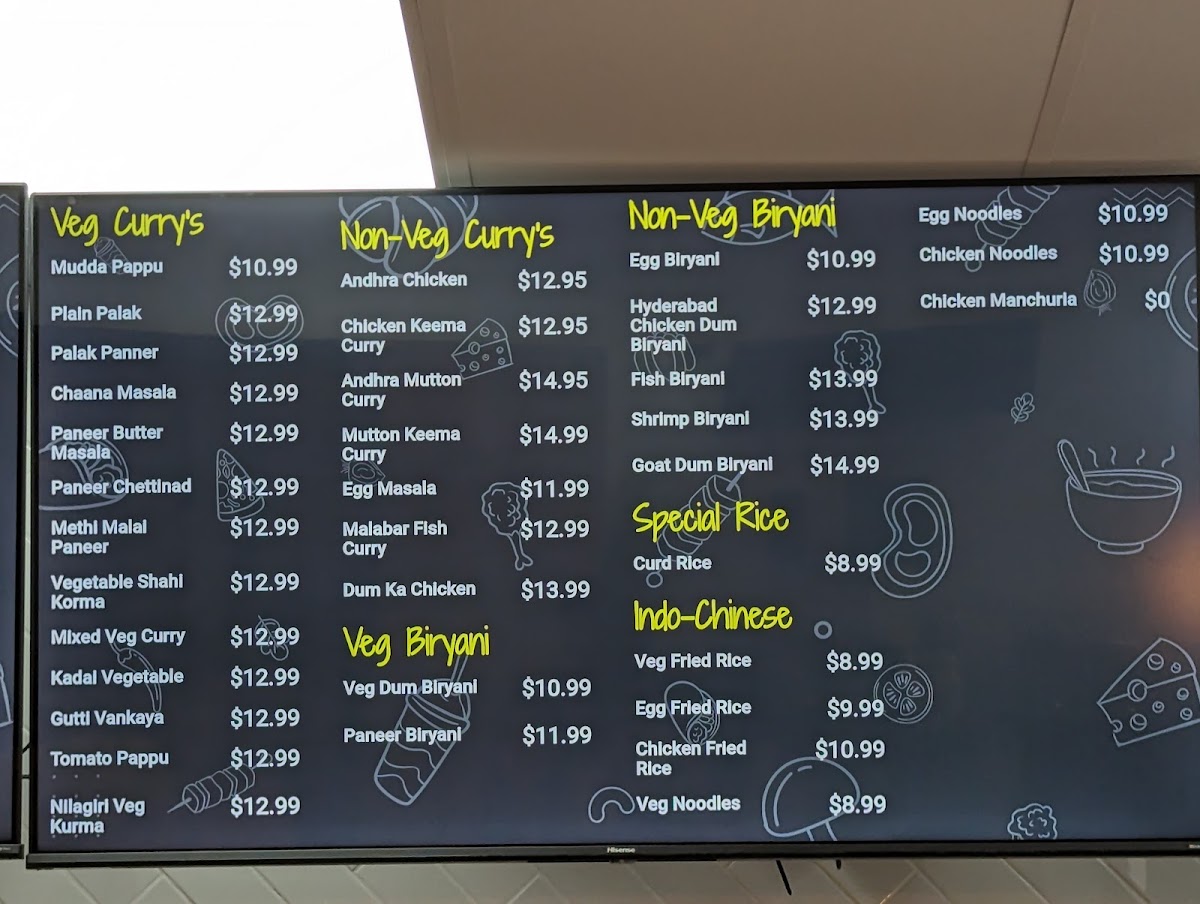 Veg Curry's
Mudda Pappu $10.99
Plain Palak $12.99
Palak Panner $12.99
Chaana Masala $12.99
Paneer Butter $12.99
Masala
Paneer Chettinad $12.99
Methi Malai $12.99
Paneer
Vegetable Shahi $12.99
Korma
Mixed Veg Curry $12.99
Kadai Vegetable $12.99
Gutti Vankaya $12.99
Tomato Pappu $12.99
Nilagiri Veg $12.99
Kurma
Non-Veg Curry's
Andhra Chicken $12.95
Chicken Keema $12.95
Curry
Andhra Mutton $14.95
Curry
Mutton Keema $14.99
Curry
Egg Masala $11.99
Malabar Fish $12.99
Curry
Dum Ka Chicken $13.99
Veg Biryani
Veg Dum Biryani $10.99
Paneer Biryani $11.99
Non-Veg Biryani
Egg Biryani $10.99
Hyderabad $12.99
Chicken Dum
Biryani
Fish Biryani $13.99
Shrimp Biryani $13.99
Goat Dum Biryani $14.99
Special Rice
Curd Rice $8.99
Indo-Chinese
Veg Fried Rice $8.99
Egg Fried Rice $9.99
Chicken Fried $10.99
Rice
Veg Noodles $8.99
Egg Noodles $10.99
Chicken Noodles $10.99
Chicken Manchuria $0
Hisense